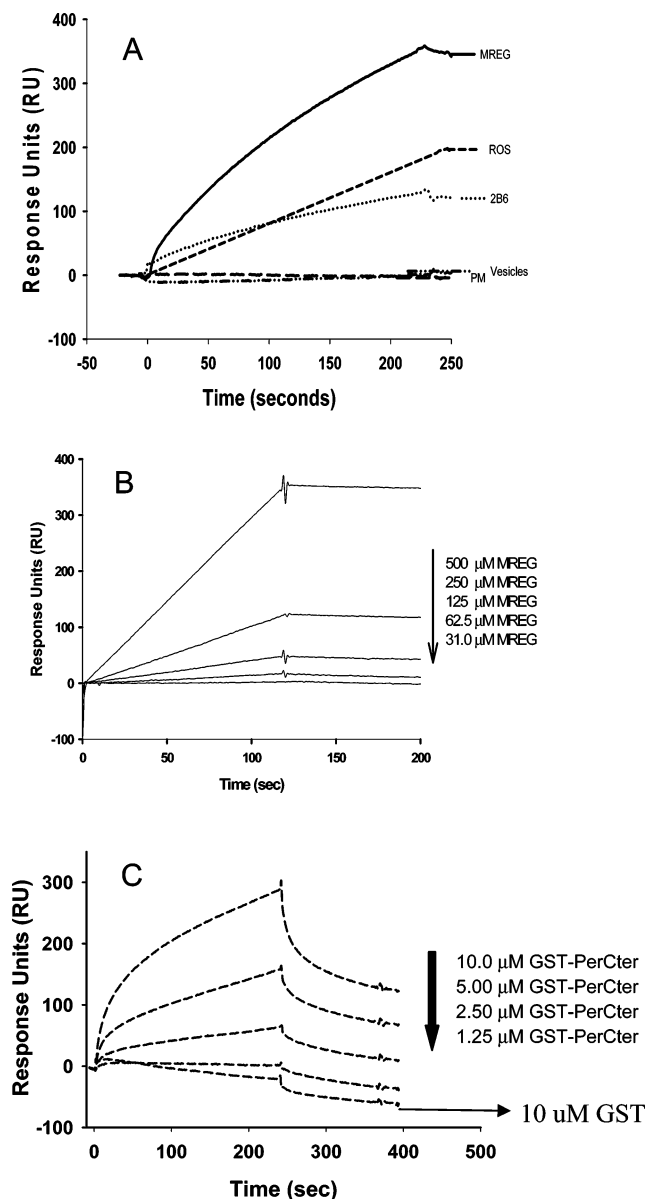 A
Response Units (RU)
400
300
200
100
0
-100
MREG
ROS
2B6
Vesicles
PM
-50 0 50 100 150 200 250
Time (seconds)
B
Response Units (RU)
400
300
200
100
0
-100
500 μM MREG
250 μM MREG
125 μM MREG
62.5 μM MREG
31.0 μM MREG
0 50 100 150 200
Time (sec)
C
Response Units (RU)
300
200
100
0
-100
10.0 μM GST-PerCter
5.00 μM GST-PerCter
2.50 μM GST-PerCter
1.25 μM GST-PerCter
10 uM GST
0 100 200 300 400 500
Time (sec)